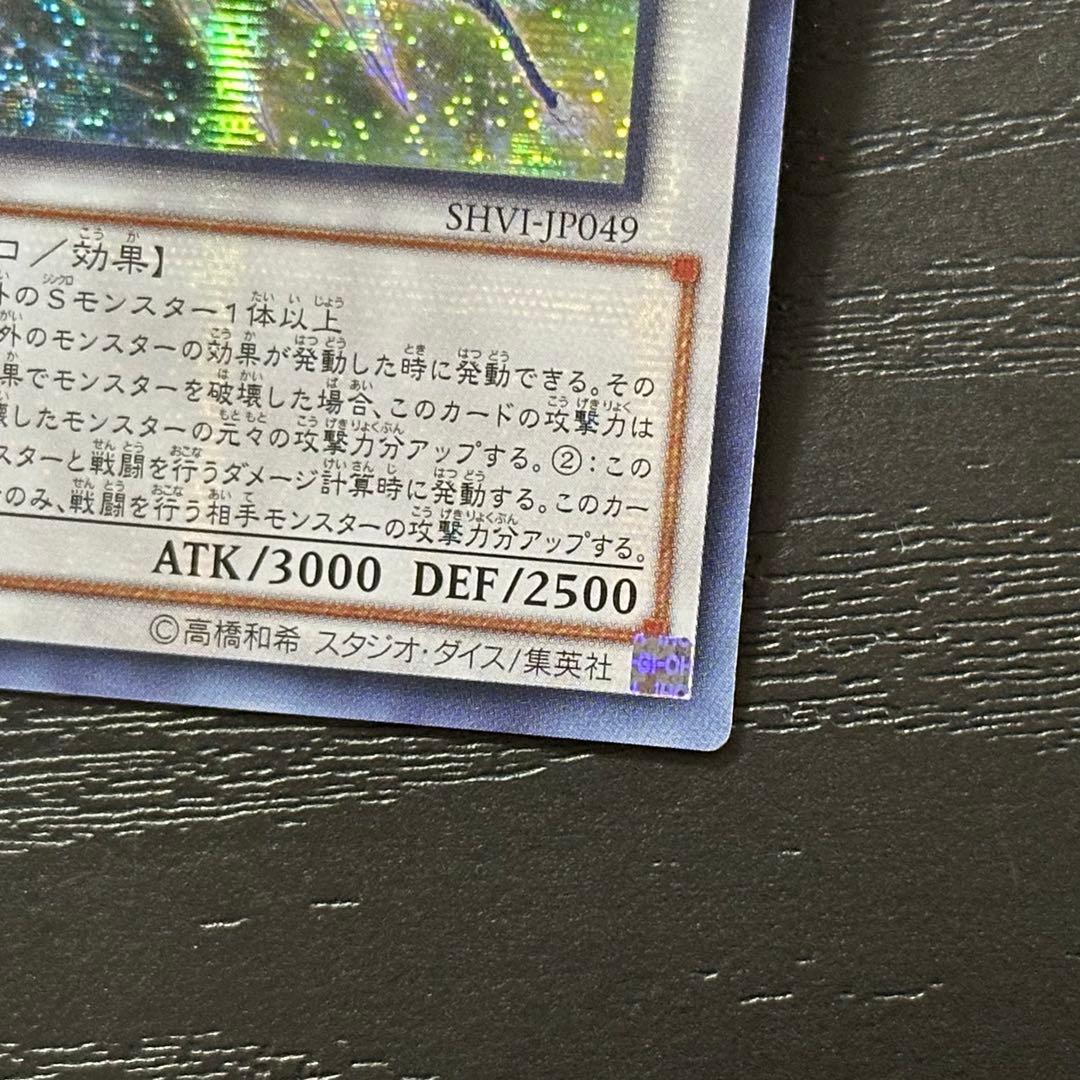 SHVI-JP049
ロ/効果】
外のSモンスター1体以上
外のモンスターの効果が発動した時に発動できる。その
果でモンスターを破壊した場合、このカードの攻撃力は
壊したモンスターの元々の攻撃力分アップする。②:この
スターと戦闘を行うダメージ計算時に発動する。このカー
のみ、戦闘を行う相手モンスターの攻撃力分アップする。
ATK/3000 DEF/2500
©高橋和希 スタジオ・ダイス/集英社